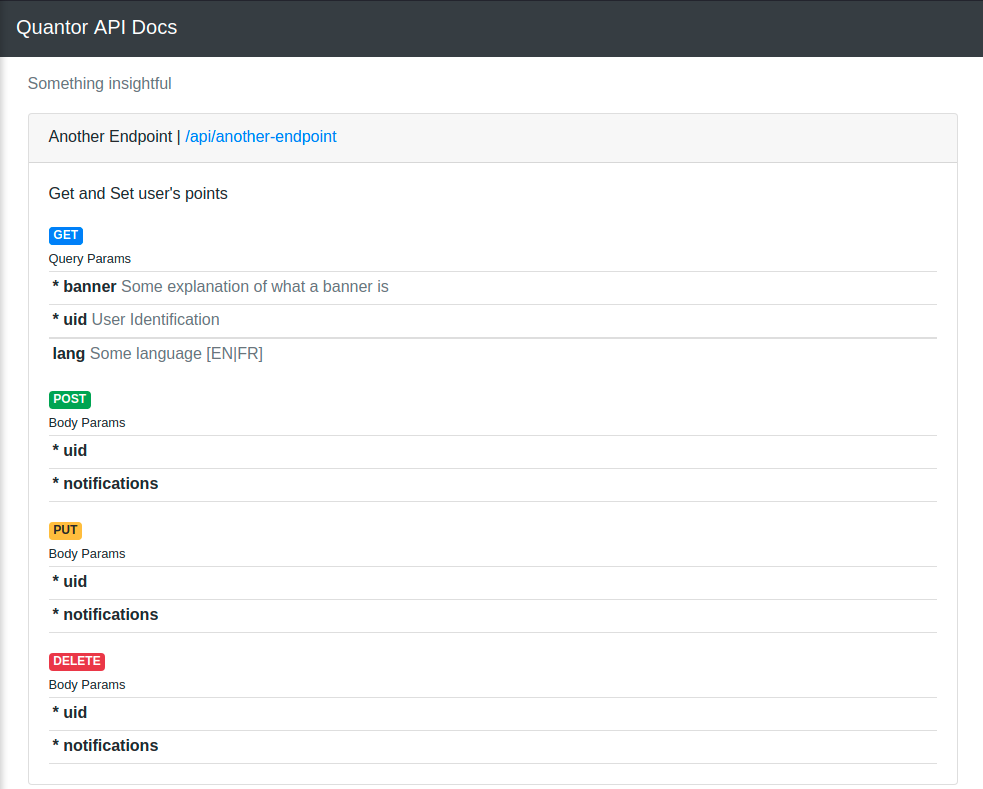 Quantor API Docs
Something insightful
Another Endpoint | /api/another-endpoint
Get and Set user's points
GET
Query Params
* banner Some explanation of what a banner is
* uid User Identification
lang Some language [EN|FR]
POST
Body Params
* uid
* notifications
PUT
Body Params
* uid
* notifications
DELETE
Body Params
* uid
* notifications